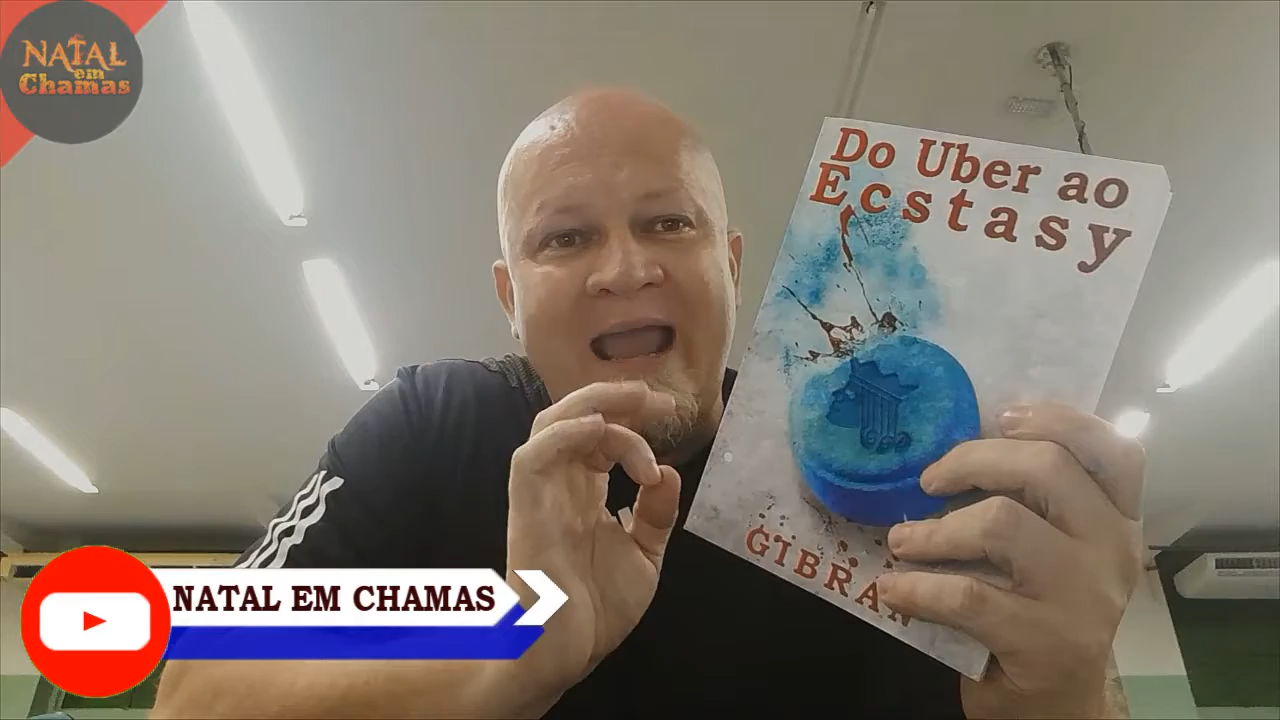 NATAL
em
Chamas
Do Uber ao
Ecstasy
GIBRAN
NATAL EM CHAMAS